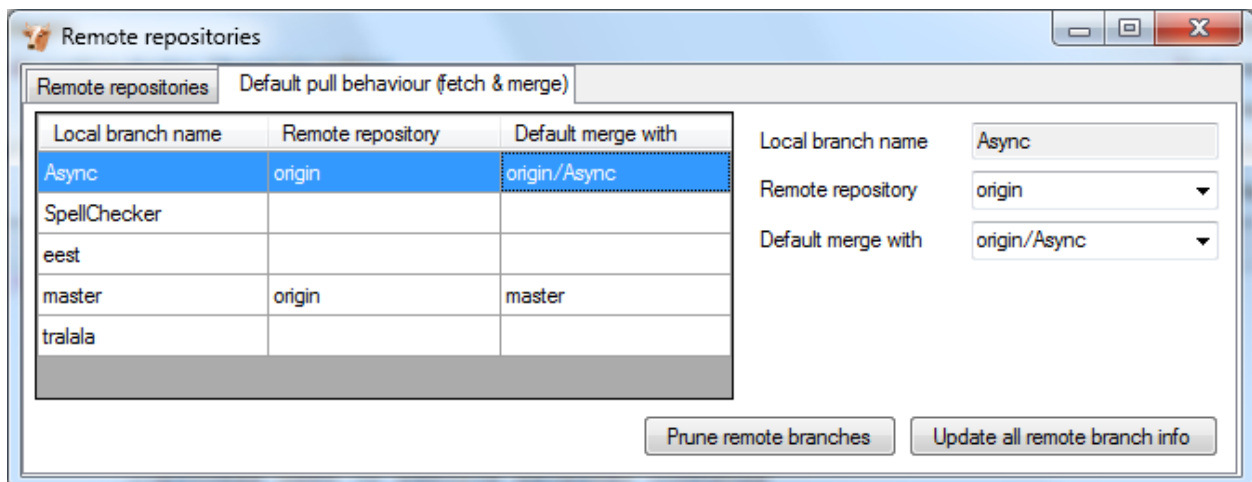 Remote repositories
Remote repositories Default pull behaviour (fetch & merge)
Local branch name Remote repository Default merge with
Async origin origin/Async
SpellChecker
eest
master origin master
tralala
Local branch name Async
Remote repository origin
Default merge with origin/Async
Prune remote branches Update all remote branch info